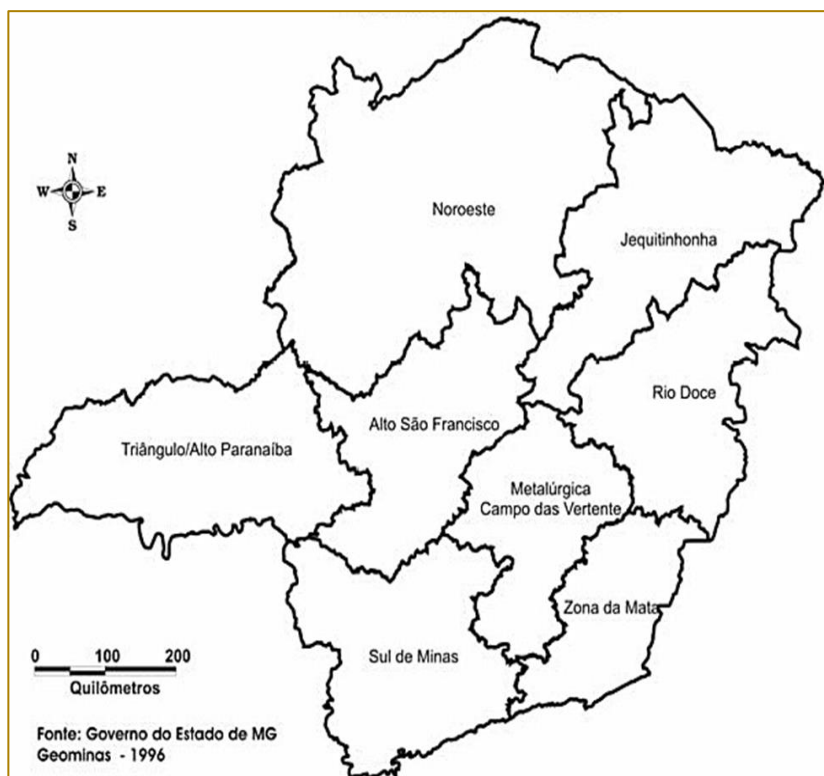 N
W
E
S
Noroeste
Jequitinhonha
Rio Doce
Alto São Francisco
Triângulo/Alto Paranaíba
Metalúrgica
Campo das Vertente
Zona da Mata
Sul de Minas
0 100 200
Quilômetros
Fonte: Governo do Estado de MG
Geominas - 1996